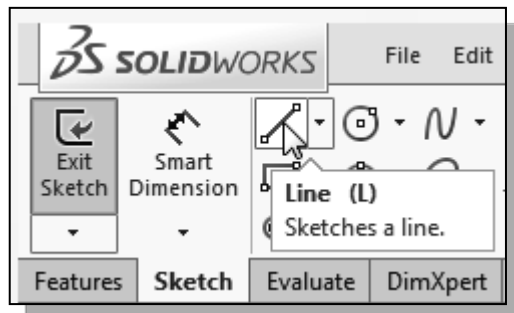 SOLIDWORKS File Edit
Exit Sketch
Smart Dimension
Line (L)
Sketches a line.
Features Sketch Evaluate DimXpert